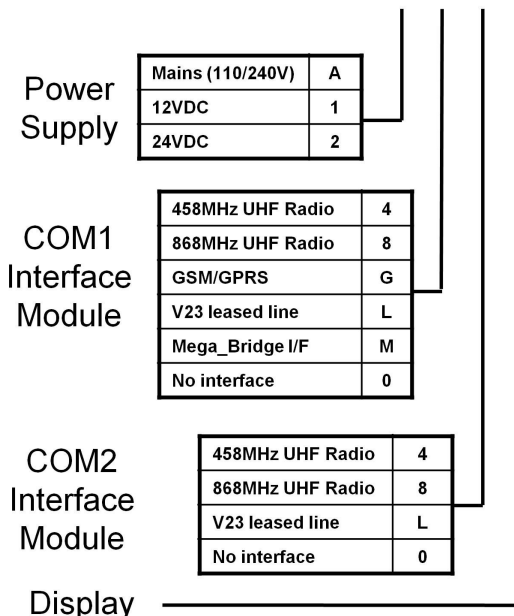 Power
Supply
Mains (110/240V) A
12VDC 1
24VDC 2
COM1
Interface
Module
458MHz UHF Radio 4
868MHz UHF Radio 8
GSM/GPRS G
V23 leased line L
Mega_Bridge I/F M
No interface 0
COM2
Interface
Module
458MHz UHF Radio 4
868MHz UHF Radio 8
V23 leased line L
No interface 0
Display